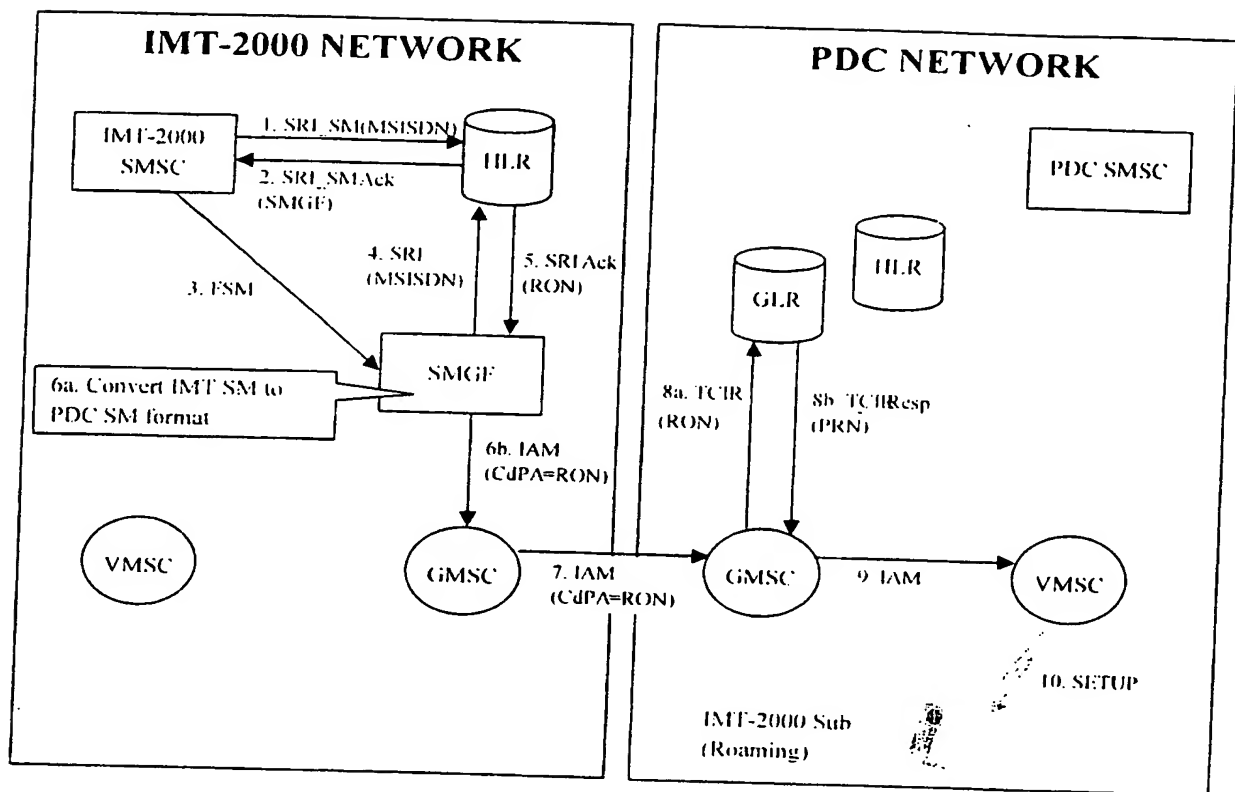 IMT-2000 NETWORK
PDC NETWORK
IMT-2000
SMSC
1. SRI_SM(MSISDN)
2. SRI_SMAck
(SMGF)
HLR
PDC SMSC
3. FSM
4. SRI
(MSISDN)
5. SRIAck
(RON)
GLR
HLR
6a. Convert IMT SM to
PDC SM format
SMGF
8a. TCIR
(RON)
8b. TCIRResp
(PRN)
6b. IAM
(CdPA=RON)
VMSC
GMSC
7. IAM
(CdPA=RON)
GMSC
9. IAM
VMSC
10. SETUP
IMT-2000 Sub
(Roaming)